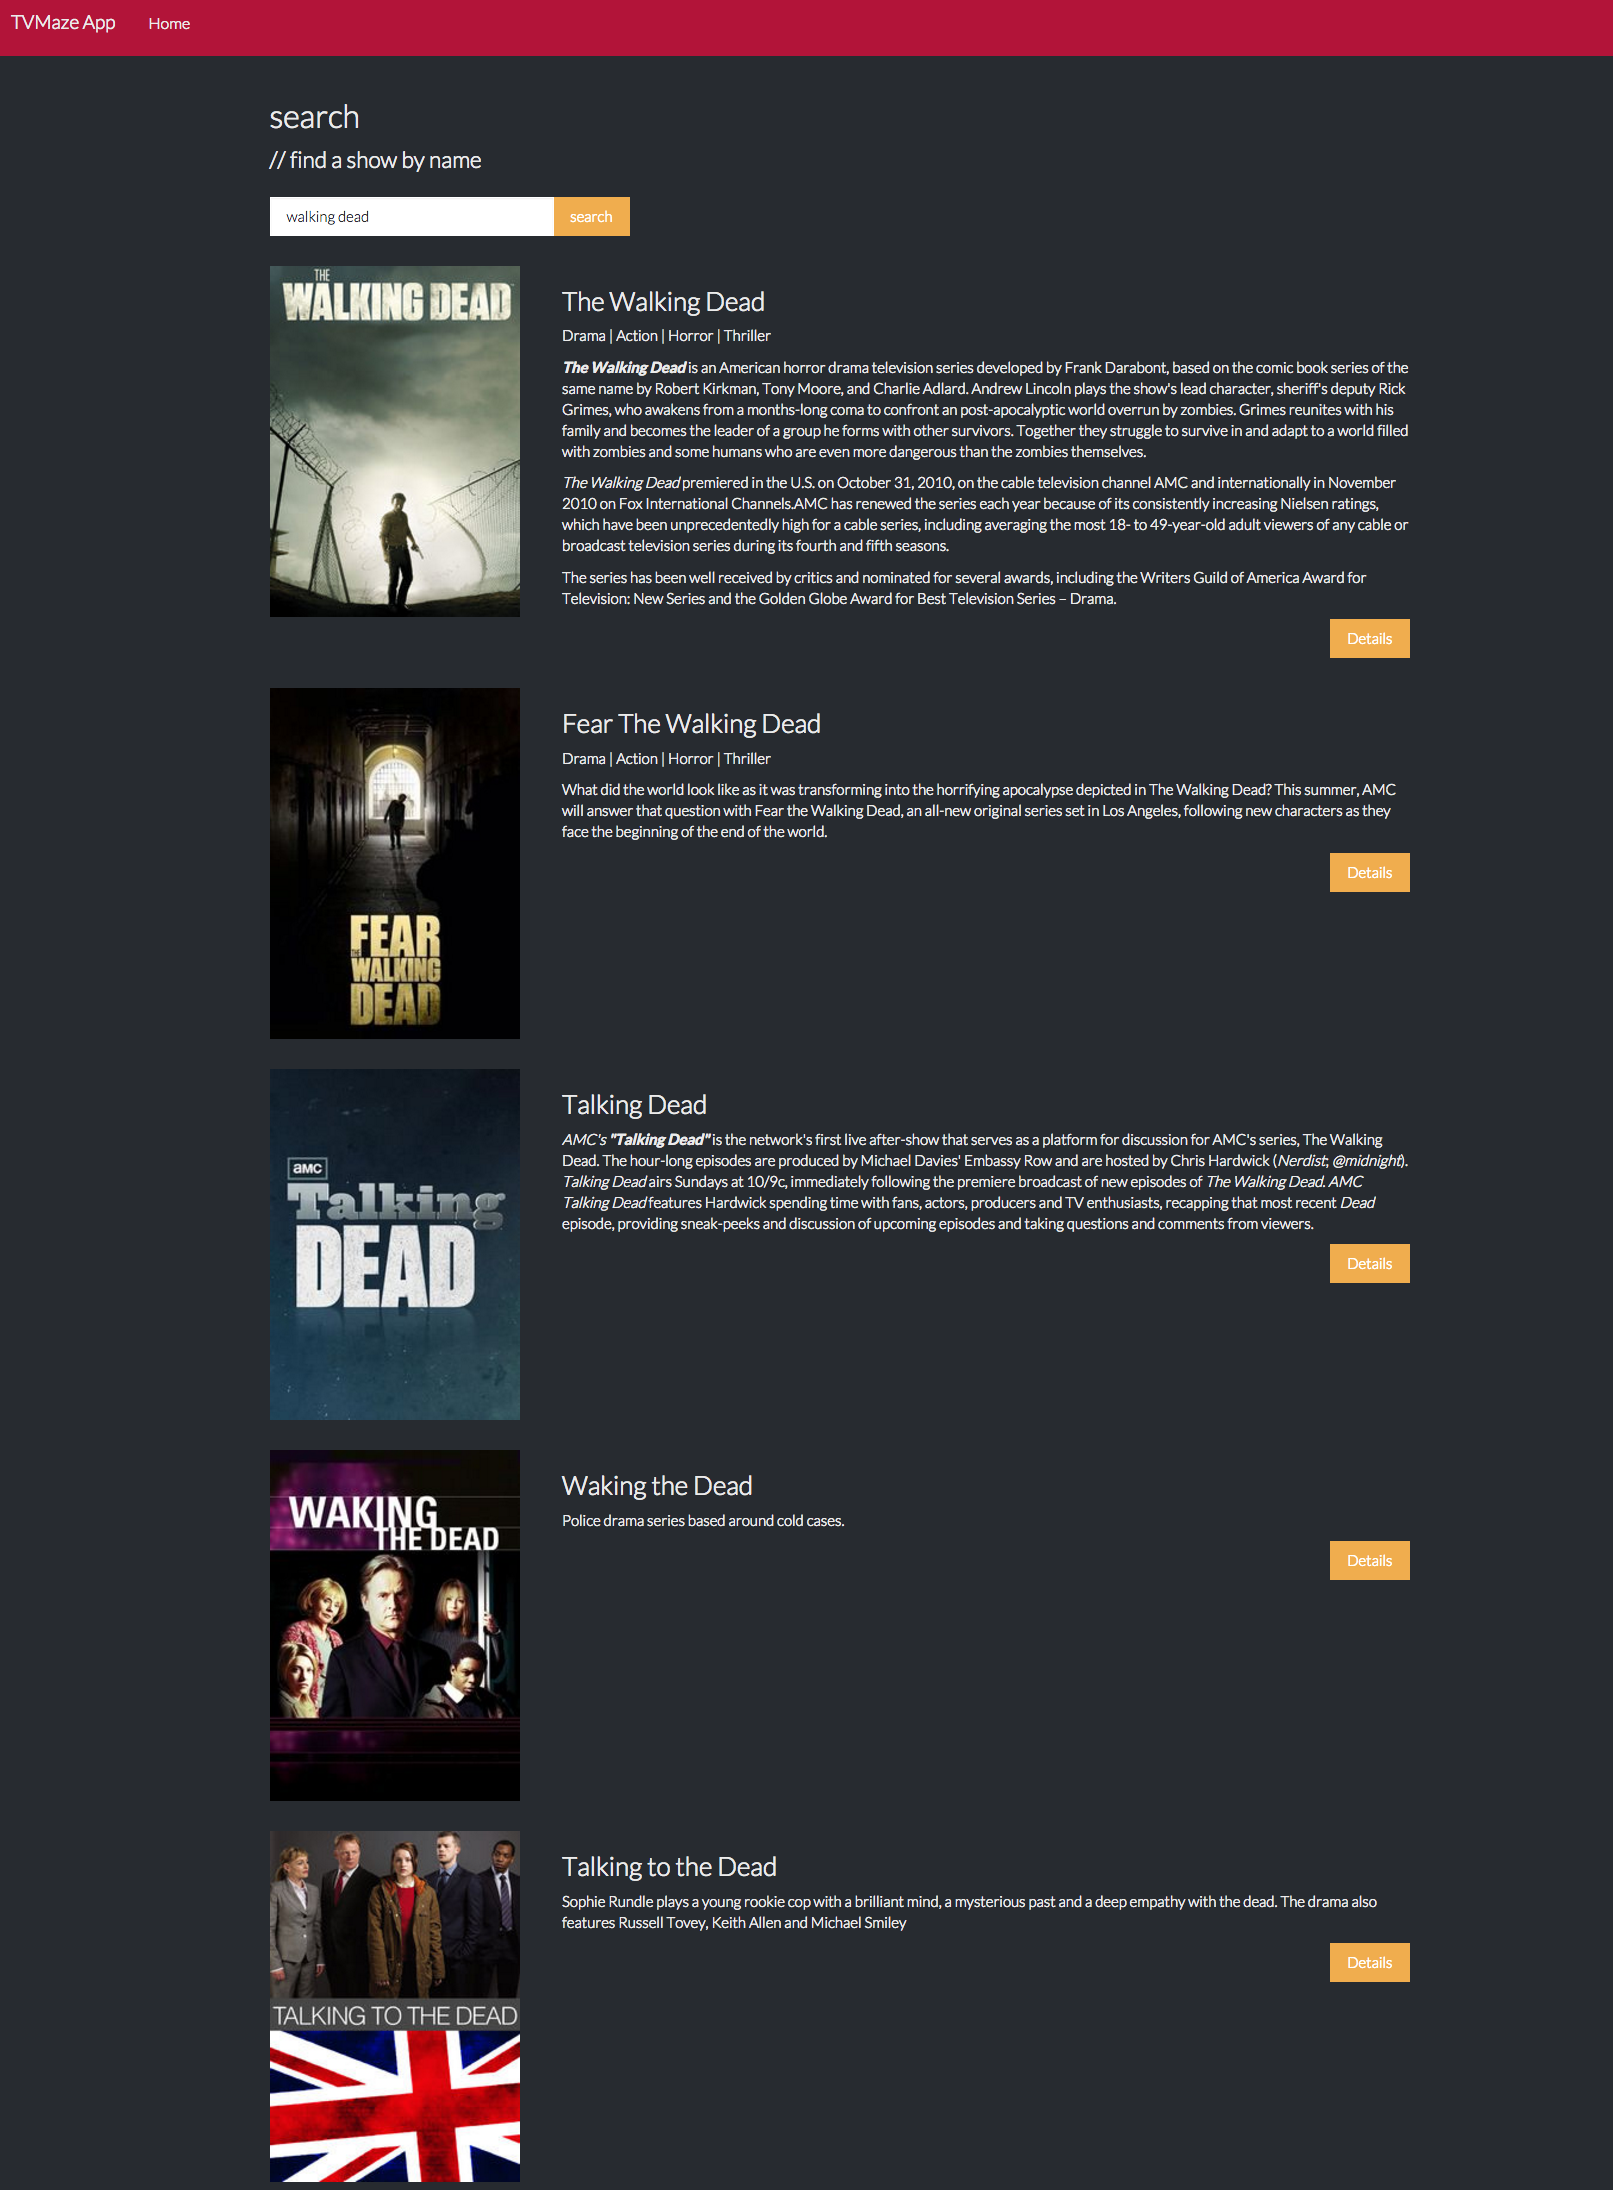 TVMaze App Home
search
// find a show by name
walking dead search
THE
WALKING DEAD
The Walking Dead
Drama | Action | Horror | Thriller
The Walking Dead is an American horror drama television series developed by Frank Darabont, based on the comic book series of the
same name by Robert Kirkman, Tony Moore, and Charlie Adlard. Andrew Lincoln plays the show's lead character, sheriff's deputy Rick
Grimes, who awakens from a months-long coma to confront an post-apocalyptic world overrun by zombies. Grimes reunites with his
family and becomes the leader of a group he forms with other survivors. Together they struggle to survive in and adapt to a world filled
with zombies and some humans who are even more dangerous than the zombies themselves.
The Walking Dead premiered in the U.S. on October 31, 2010, on the cable television channel AMC and internationally in November
2010 on Fox International Channels.AMC has renewed the series each year because of its consistently increasing Nielsen ratings,
which have been unprecedentedly high for a cable series, including averaging the most 18- to 49-year-old adult viewers of any cable or
broadcast television series during its fourth and fifth seasons.
The series has been well received by critics and nominated for several awards, including the Writers Guild of America Award for
Television: New Series and the Golden Globe Award for Best Television Series – Drama.
Details
FEAR
THE
WALKING
DEAD
Fear The Walking Dead
Drama | Action | Horror | Thriller
What did the world look like as it was transforming into the horrifying apocalypse depicted in The Walking Dead? This summer, AMC
will answer that question with Fear the Walking Dead, an all-new original series set in Los Angeles, following new characters as they
face the beginning of the end of the world.
Details
AMC
Talking
DEAD
Talking Dead
AMC's "Talking Dead" is the network's first live after-show that serves as a platform for discussion for AMC's series, The Walking
Dead. The hour-long episodes are produced by Michael Davies' Embassy Row and are hosted by Chris Hardwick (Nerdist; @midnight).
Talking Dead airs Sundays at 10/9c, immediately following the premiere broadcast of new episodes of The Walking Dead. AMC
Talking Dead features Hardwick spending time with fans, actors, producers and TV enthusiasts, recapping that most recent Dead
episode, providing sneak-peeks and discussion of upcoming episodes and taking questions and comments from viewers.
Details
WAKING
THE DEAD
Waking the Dead
Police drama series based around cold cases.
Details
TALKING TO THE DEAD
Talking to the Dead
Sophie Rundle plays a young rookie cop with a brilliant mind, a mysterious past and a deep empathy with the dead. The drama also
features Russell Tovey, Keith Allen and Michael Smiley
Details